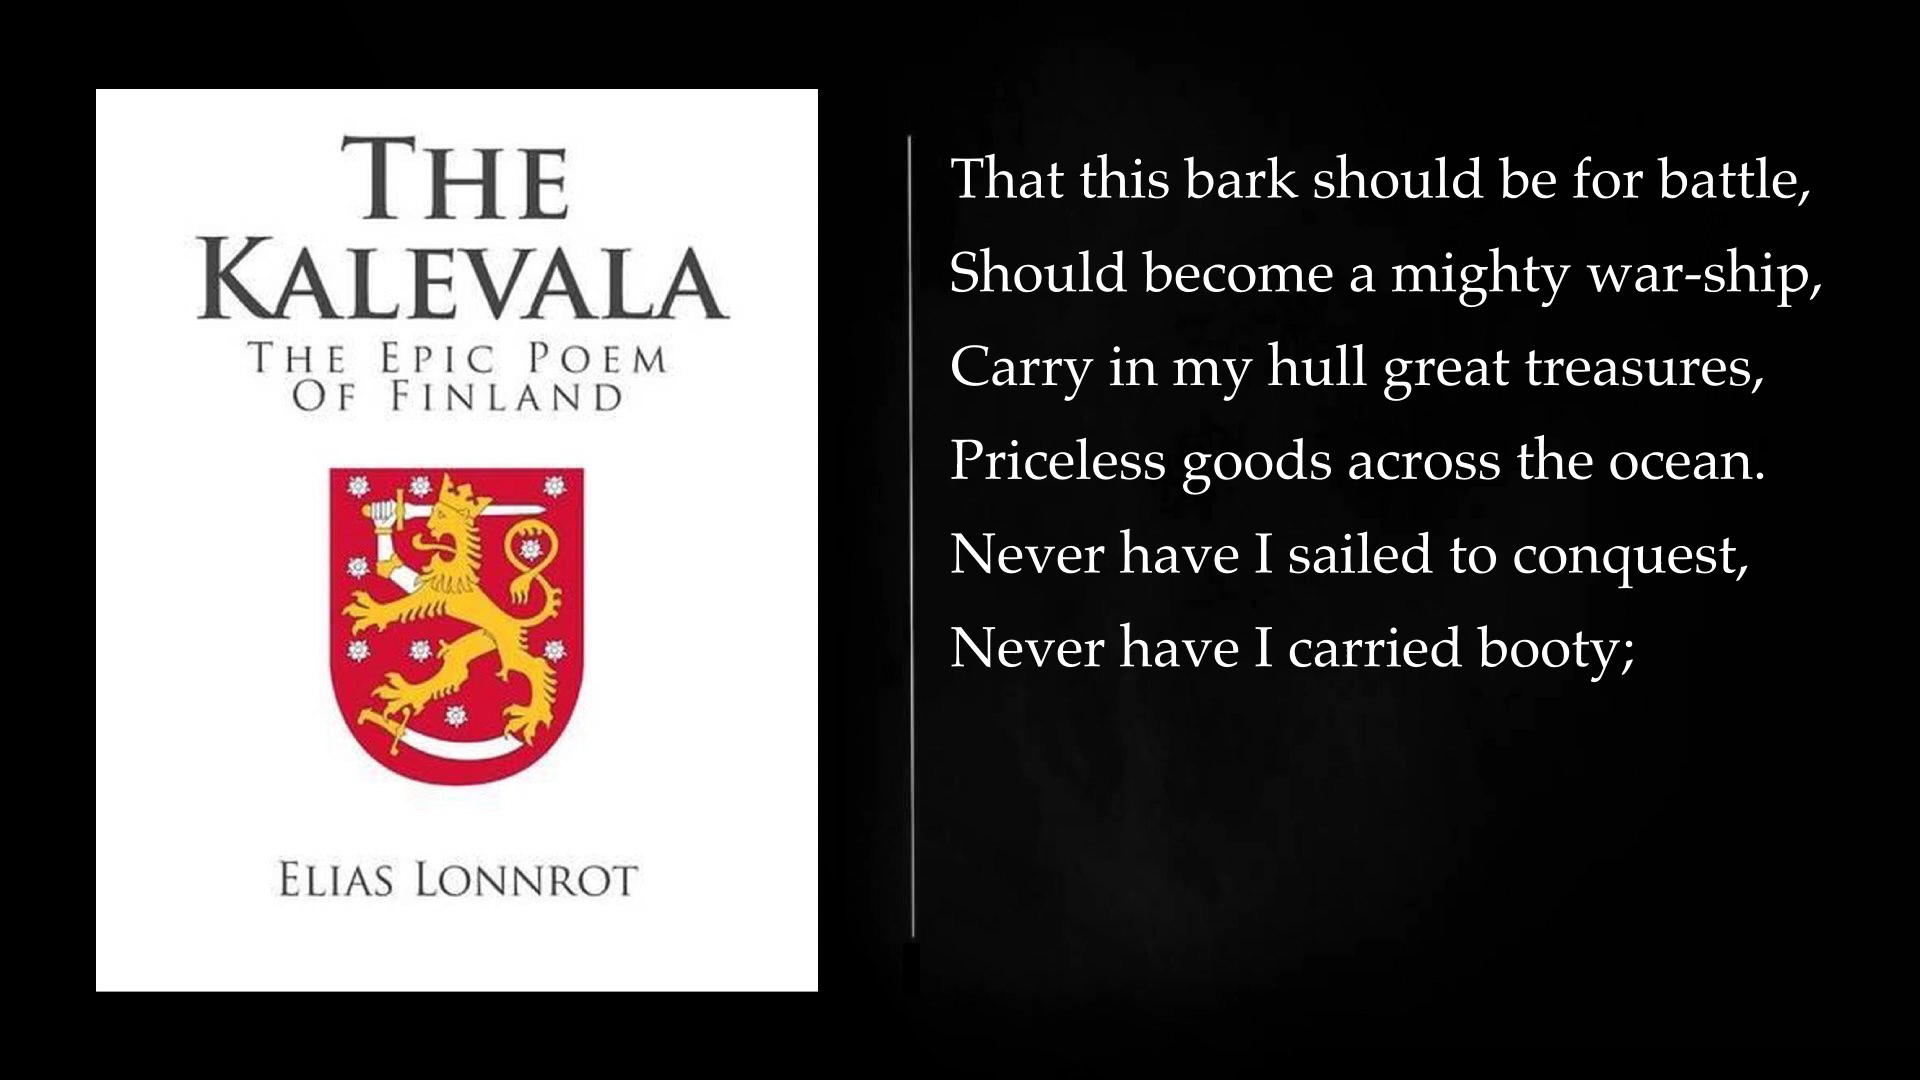 THE
KALEVALA
THE EPIC POEM
OF FINLAND
ELIAS LONNROT
That this bark should be for battle,
Should become a mighty war-ship,
Carry in my hull great treasures,
Priceless goods across the ocean.
Never have I sailed to conquest,
Never have I carried booty;